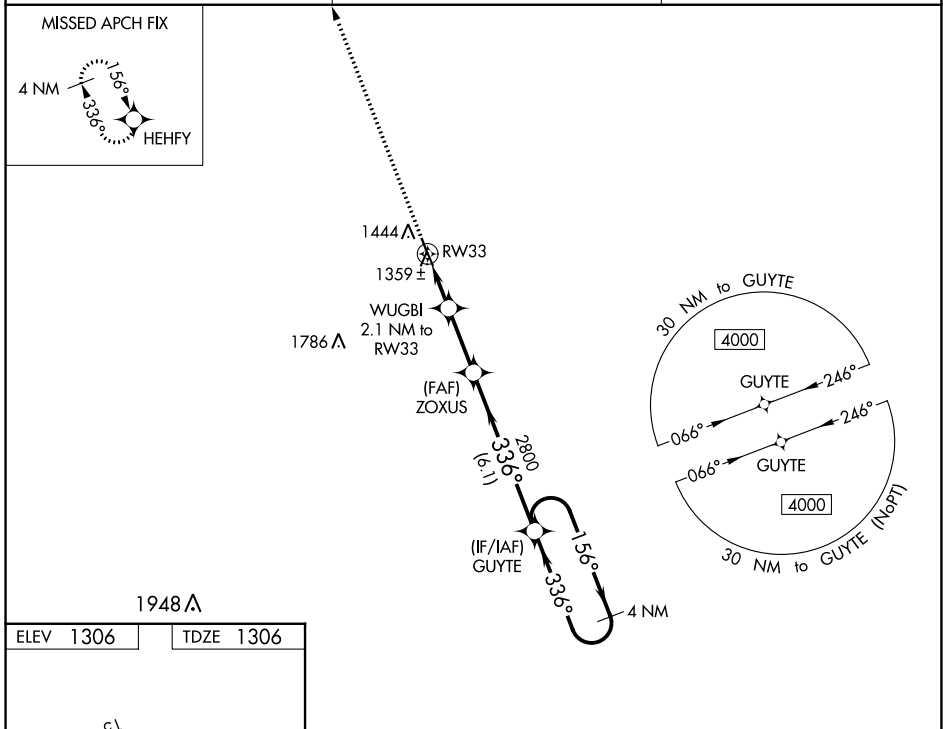 MISSED APCH FIX
4 NM
156°
336°
HEHFY
1444
RW33
1359 ±
WUGBI
2.1 NM to
RW33
1786
(FAF)
ZOXUS
336°
2800
(6.1)
(IF/IAF)
GUYTE
156°
336°
4 NM
30 NM to GUYTE
4000
GUYTE
246°
066°
246°
066°
GUYTE
4000
30 NM to GUYTE (NoPT)
1948
ELEV 1306
TDZE 1306